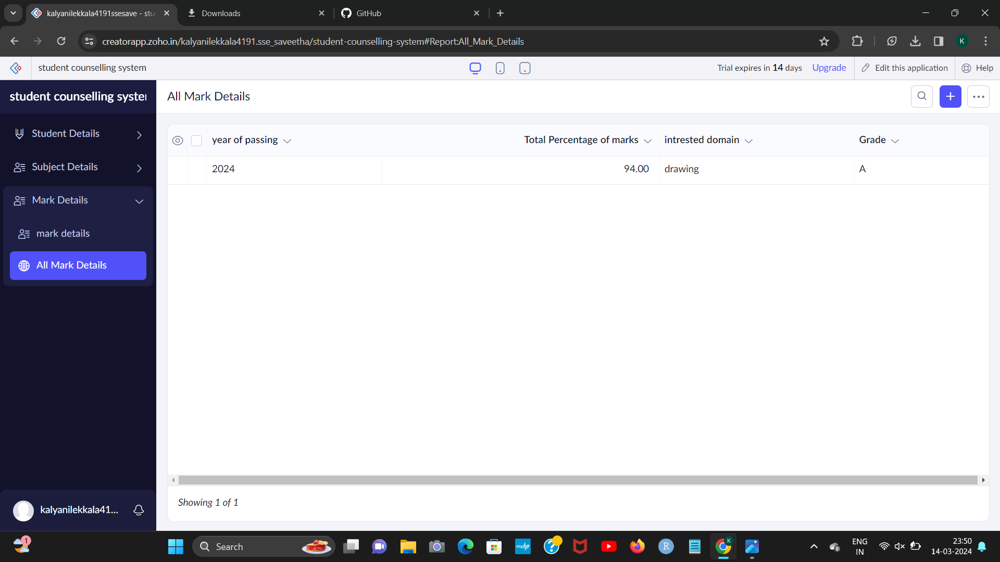 kalyanilekkala4191ssesave - stu
Downloads
GitHub
creatorapp.zoho.in/kalyanilekkala4191.sse_saveetha/student-counselling-system#Report:All_Mark_Details
K
student counselling system
Trial expires in 14 days
Upgrade
Edit this application
Help
student counselling system
All Mark Details
Student Details
Subject Details
Mark Details
mark details
All Mark Details
year of passing
Total Percentage of marks
intrested domain
Grade
2024
94.00
drawing
A
Showing 1 of 1
kalyanilekkala41...
1
Search
myhp
R
K
ENG
IN
23:50
14-03-2024